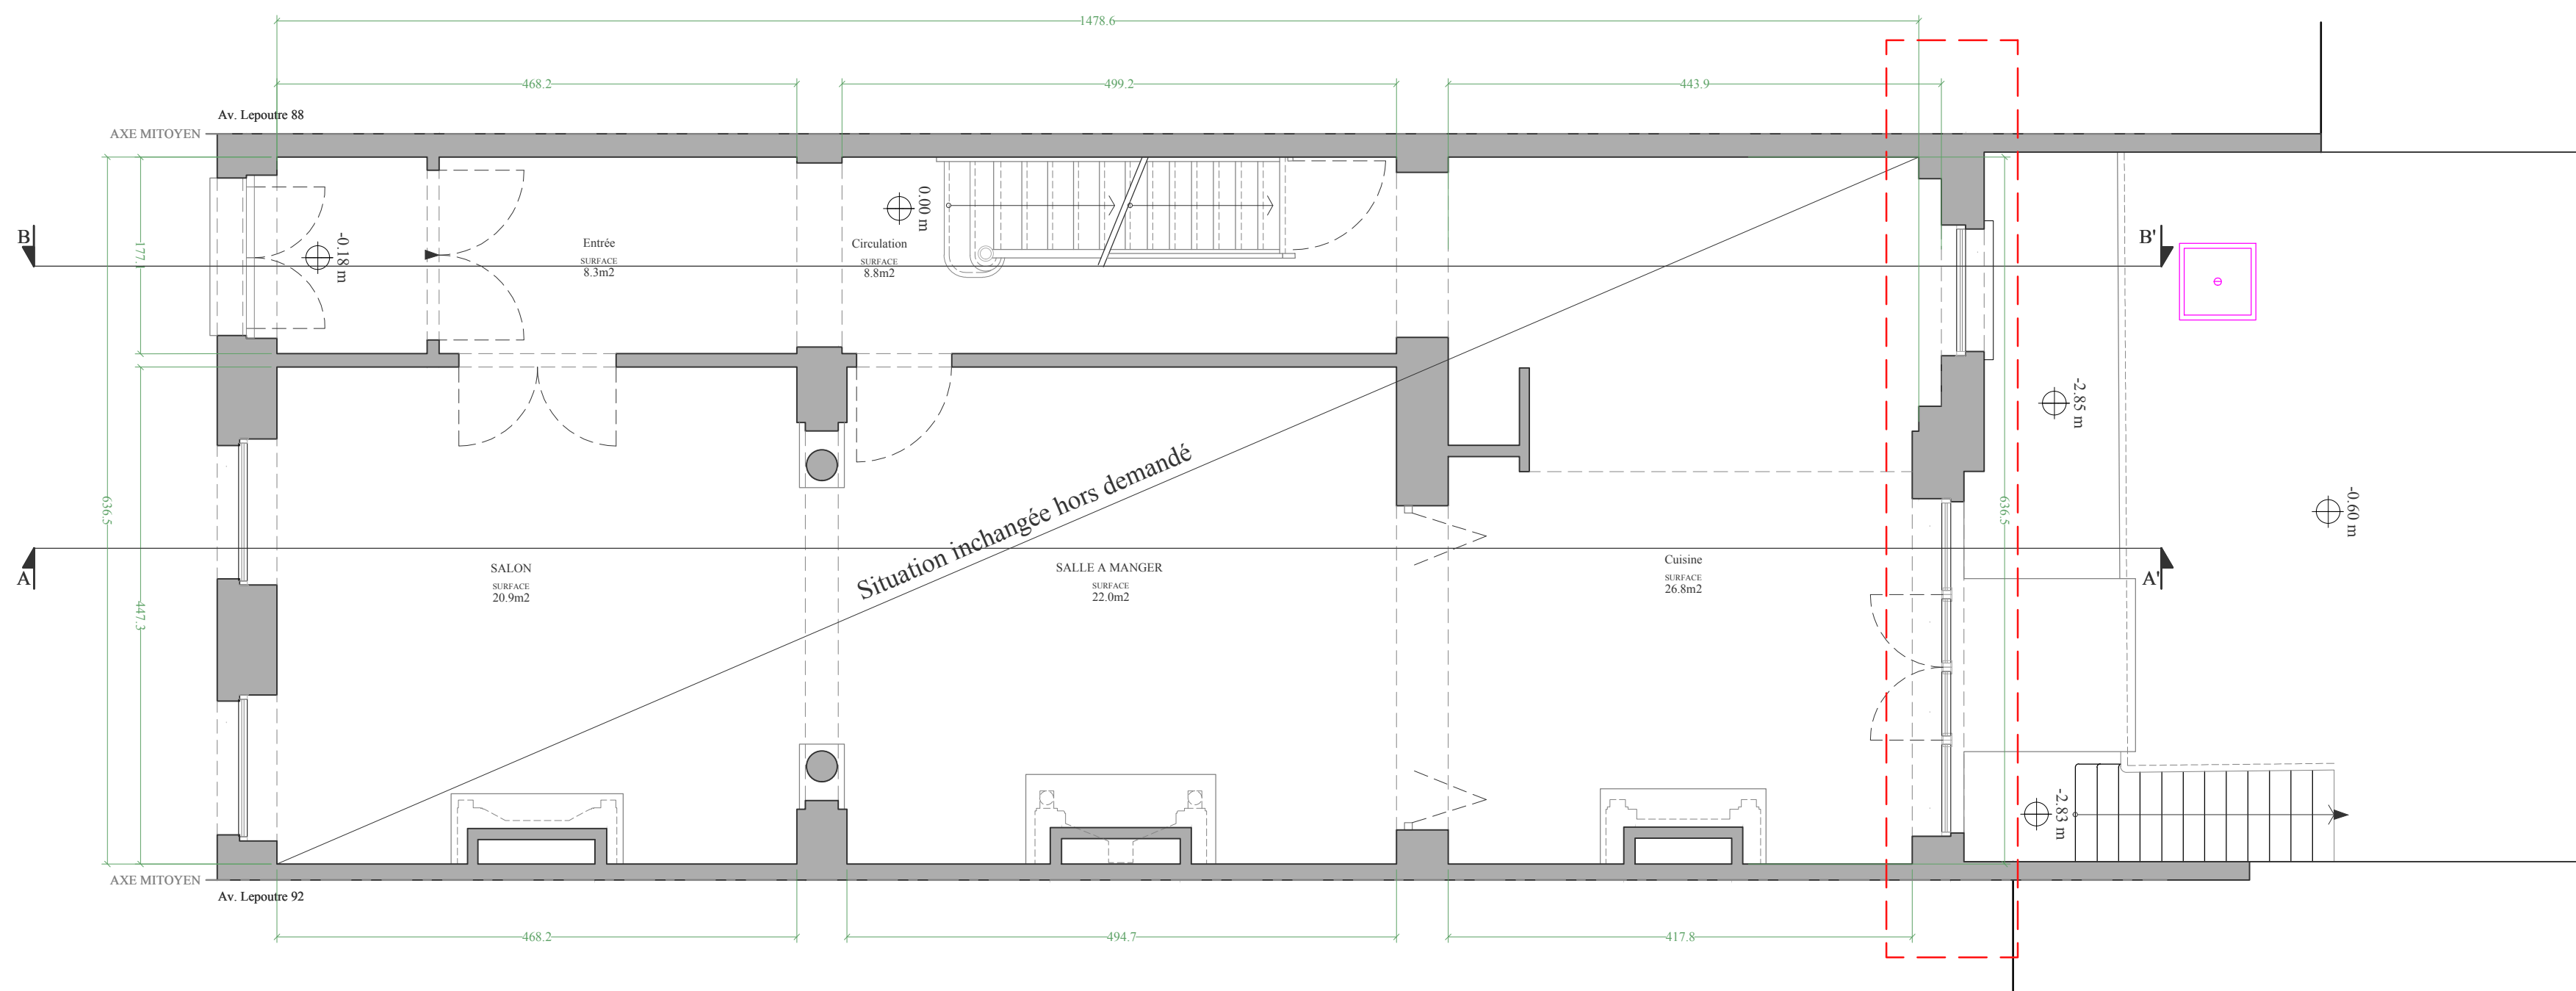 1478.6
468.2
499.2
443.9
Av. Lepoutre 88
AXE MITOYEN
B
B'
177.1
-0.18 m
Entrée
SURFACE
8.3m2
Circulation
SURFACE
8.8m2
0.00 m
-2.85 m
636.5
447.3
636.5
-0.60 m
Situation inchangée hors demandé
A
A'
SALON
SURFACE
20.9m2
SALLE A MANGER
SURFACE
22.0m2
Cuisine
SURFACE
26.8m2
-2.83 m
AXE MITOYEN
Av. Lepoutre 92
468.2
494.7
417.8